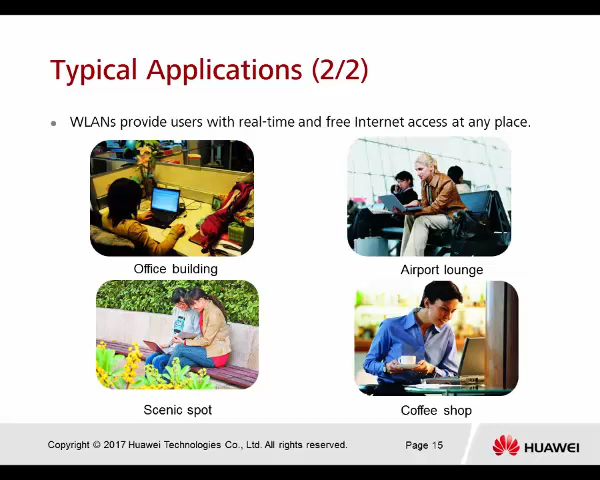 Typical Applications (2/2)
• WLANs provide users with real-time and free Internet access at any place.
Office building
Airport lounge
Scenic spot
Coffee shop
Copyright © 2017 Huawei Technologies Co., Ltd. All rights reserved.
Page 15
HUAWEI